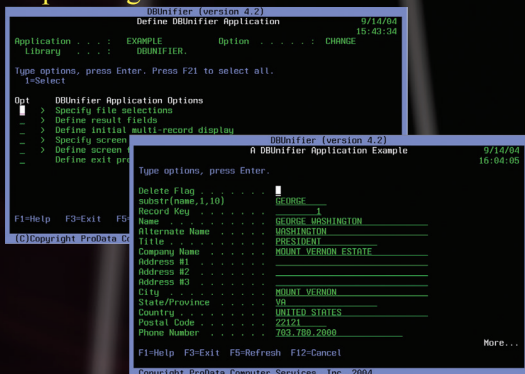 DBUnifier (version 4.2)
Define DBUnifier Application 9/14/04
15:43:34
Application . . . : EXAMPLE Option . . . . . : CHANGE
Library . . . . : DBUNIFIER.
Type options, press Enter. Press F21 to select all.
1=Select
Opt DBUnifier Application Options
_ > Specify file selections
_ > Define result fields
_ > Define initial multi-record display
_ > Specify screen
_ > Define screen
_ Define exit
F1=Help F3=Exit F5=
(C)Copyright ProData
DBUnifier (version 4.2)
A DBUnifier Application Example 9/14/04
16:04:05
Type options, press Enter.
Delete Flag . . . . . . .
substr(name,1,10) GEORGE
Record Key . . . . . . . 1
Name . . . . . . . . . . GEORGE WASHINGTON
Alternate Name . . . . . WASHINGTON
Title . . . . . . . . . . PRESIDENT
Company Name . . . . . . MOUNT VERNON ESTATE
Address #1 . . . . . . .
Address #2 . . . . . . .
Address #3 . . . . . . .
City . . . . . . . . . . MOUNT VERNON
State/Province . . . . . VA
Country . . . . . . . . . UNITED STATES
Postal Code . . . . . . . 22121
Phone Number . . . . . . 703.780.2000
More...
F1=Help F3=Exit F5=Refresh F12=Cancel
Copyright ProData Computer Services, Inc. 2004